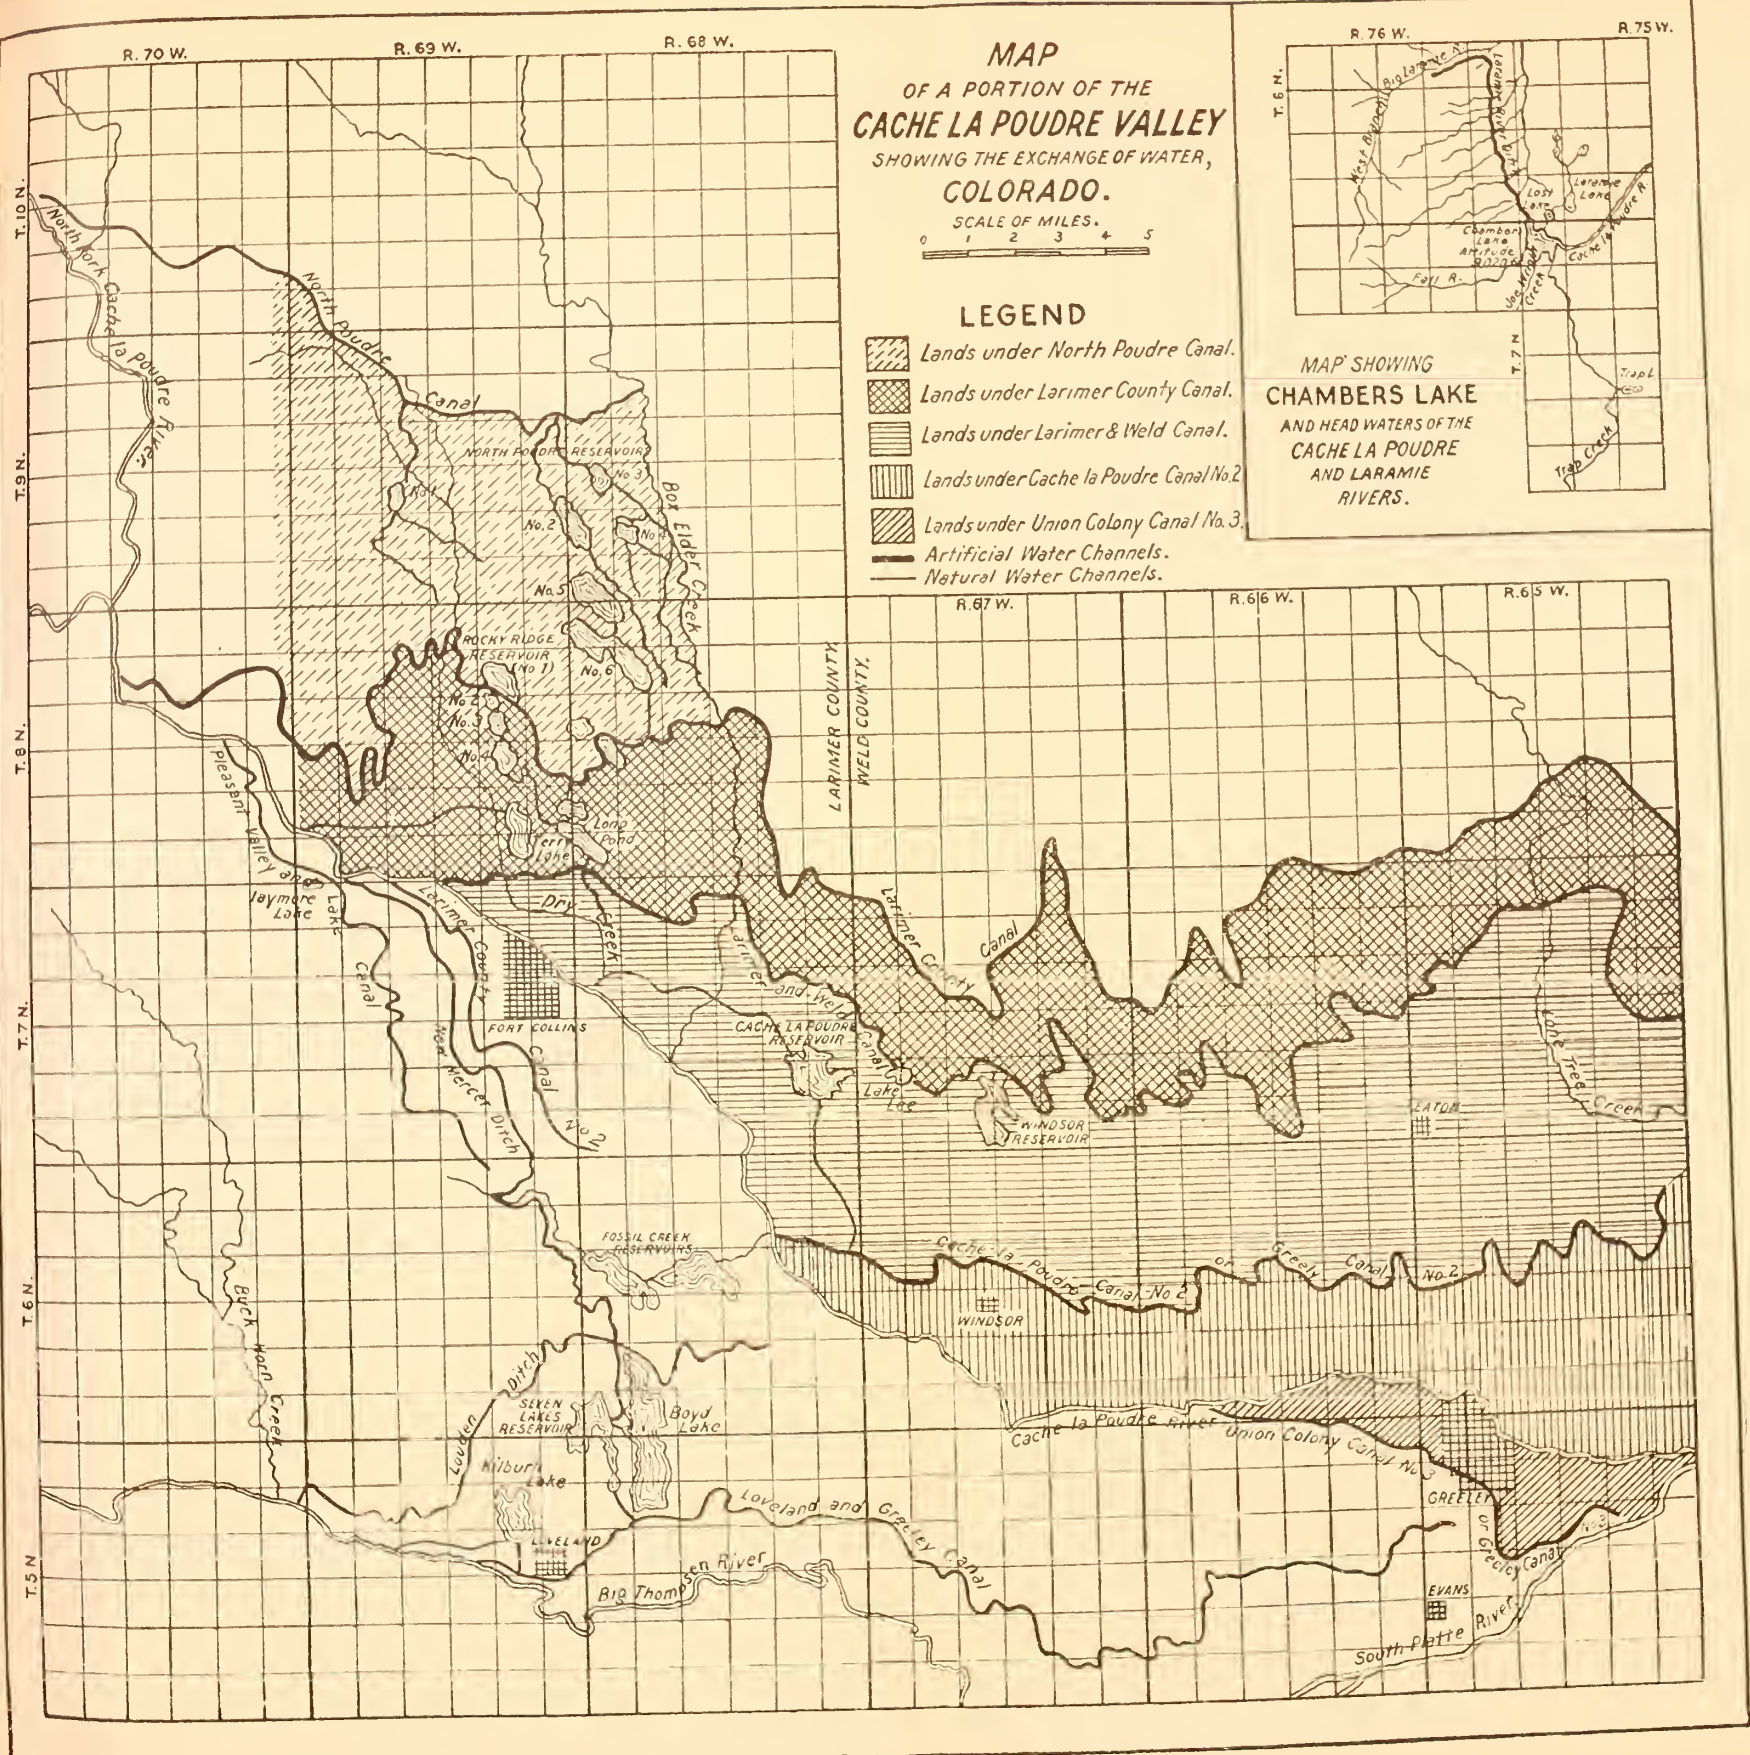 R. 70 W.
R. 69 W.
R. 68 W.
MAP
OF A PORTION OF THE
CACHE LA POUDRE VALLEY
SHOWING THE EXCHANGE OF WATER,
COLORADO.
SCALE OF MILES.
0 1 2 3 4 5
LEGEND
Lands under North Poudre Canal.
Lands under Larimer County Canal.
Lands under Larimer & Weld Canal.
Lands under Cache la Poudre Canal No. 2
Lands under Union Colony Canal No. 3.
Artificial Water Channels.
Natural Water Channels.
R. 76 W.
R. 75 W.
T. 6 N.
West Branch Big Laramie
Laramie River Ditch
Lost
Lake
Laramie
Lake
Chambers
Lake
Altitude
Cache la Poudre R.
Fall R.
Joe Wright
Creek
T. 7 N
Trap L.
Trap Creek
MAP SHOWING
CHAMBERS LAKE
AND HEAD WATERS OF THE
CACHE LA POUDRE
AND LARAMIE
RIVERS.
T. 10 N.
T. 9 N.
T. 8 N.
T. 7 N.
T. 6 N.
T. 5 N
North Fork Cache la Poudre River
North Poudre
Canal
NORTH POUDRE RESERVOIRS
No. 1
No. 3
No. 2
No. 4
No. 5
No. 6
Box Elder Creek
ROCKY RIDGE
RESERVOIR
(No 1)
No 2
No. 3
No. 4
R. 67 W.
R. 66 W.
R. 65 W.
LARIMER COUNTY.
WELD COUNTY.
Pleasant Valley and
Lake
Canal
Terry
Lake
Long
Pond
Larimer County
Canal
No 2
Dry Creek
FORT COLLINS
New Mercer Ditch
Larimer and Weld Canal
CACHE LA POUDRE
RESERVOIR
Lake
Lee
Larimer County Canal
WINDSOR
RESERVOIR
EATON
Lone Tree
Creek
FOSSIL CREEK
RESERVOIRS
Cache la Poudre Canal No 2
or Greely Canal No. 2
WINDSOR
Buck Horn Creek
Louden Ditch
SEVEN
LAKES
RESERVOIR
Boyd
Lake
Kilburn
Lake
LOVELAND
Cache la Poudre River
Union Colony Canal No 3
GREELEY
or Greeley Canal
No 3
Loveland and Greeley Canal
Big Thompsen River
EVANS
South Platte River